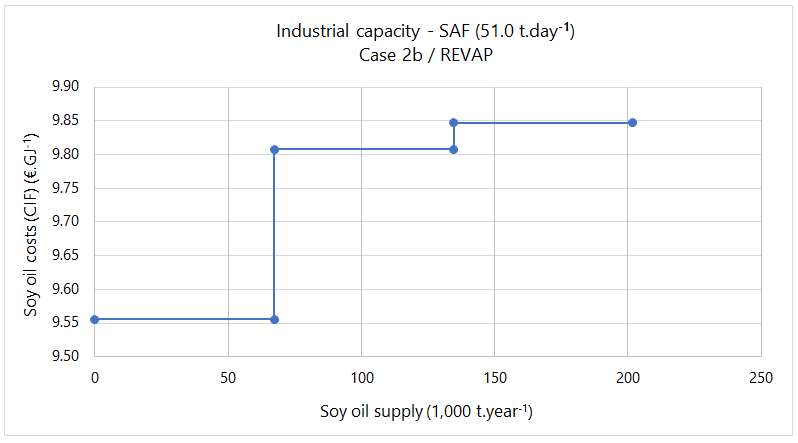 Industrial capacity - SAF (51.0 t.day⁻¹)
Case 2b / REVAP
9.90
9.85
9.80
9.75
9.70
9.65
9.60
9.55
9.50
Soy oil costs (CIF) (€.GJ⁻¹)
0 50 100 150 200 250
Soy oil supply (1,000 t.year⁻¹)